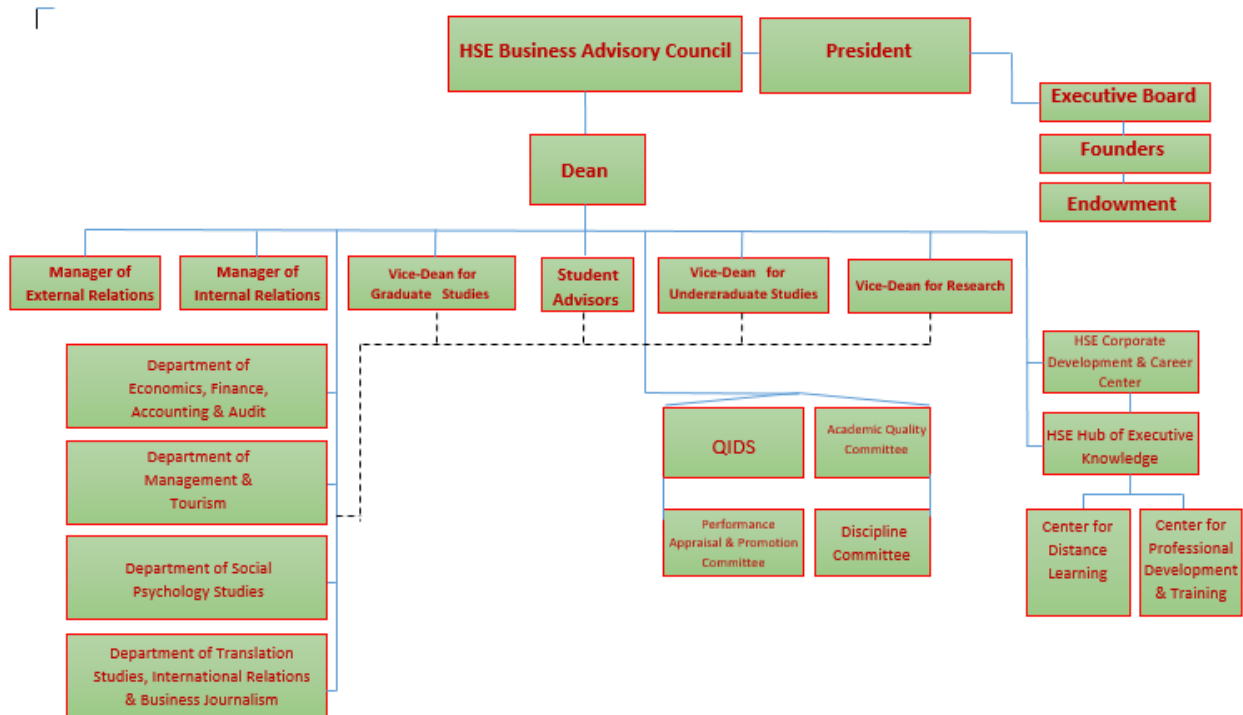 HSE Business Advisory Council
President
Executive Board
Founders
Endowment
Dean
Manager of
External Relations
Manager of
Internal Relations
Vice-Dean for
Graduate Studies
Student
Advisors
Vice-Dean for
Undergraduate Studies
Vice-Dean for Research
Department of
Economics, Finance,
Accounting & Audit
Department of
Management &
Tourism
Department of Social
Psychology Studies
Department of Translation
Studies, International Relations
& Business Journalism
QIDS
Academic Quality
Committee
Performance
Appraisal & Promotion
Committee
Discipline
Committee
HSE Corporate
Development & Career
Center
HSE Hub of Executive
Knowledge
Center for
Distance
Learning
Center for
Professional
Development
& Training